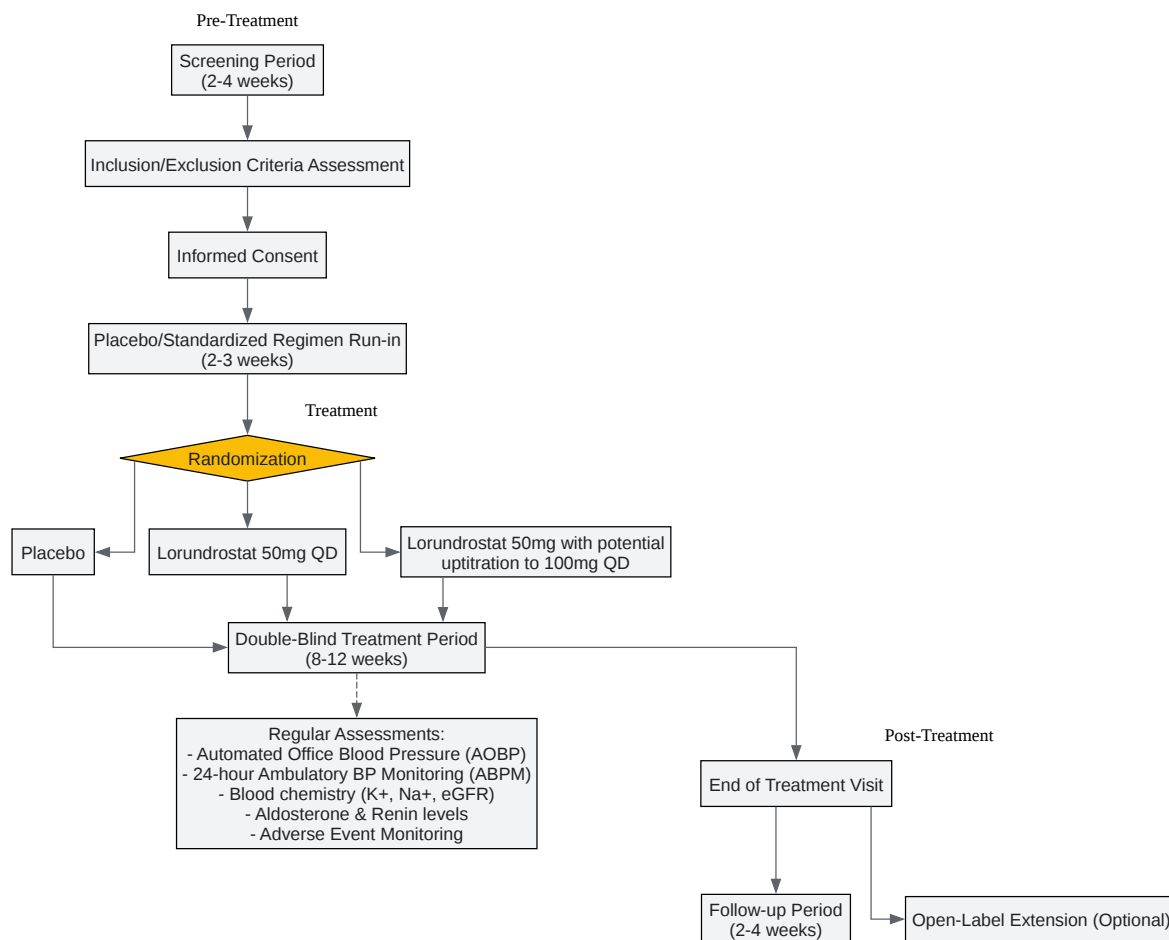 Pre-Treatment
Screening Period
(2-4 weeks)
Inclusion/Exclusion Criteria Assessment
Informed Consent
Placebo/Standardized Regimen Run-in
(2-3 weeks)
Treatment
Randomization
Placebo
Lorundrostat 50mg QD
Lorundrostat 50mg with potential
uptitration to 100mg QD
Double-Blind Treatment Period
(8-12 weeks)
Regular Assessments:
- Automated Office Blood Pressure (AOBP)
- 24-hour Ambulatory BP Monitoring (ABPM)
- Blood chemistry (K+, Na+, eGFR)
- Aldosterone & Renin levels
- Adverse Event Monitoring
Post-Treatment
End of Treatment Visit
Follow-up Period
(2-4 weeks)
Open-Label Extension (Optional)